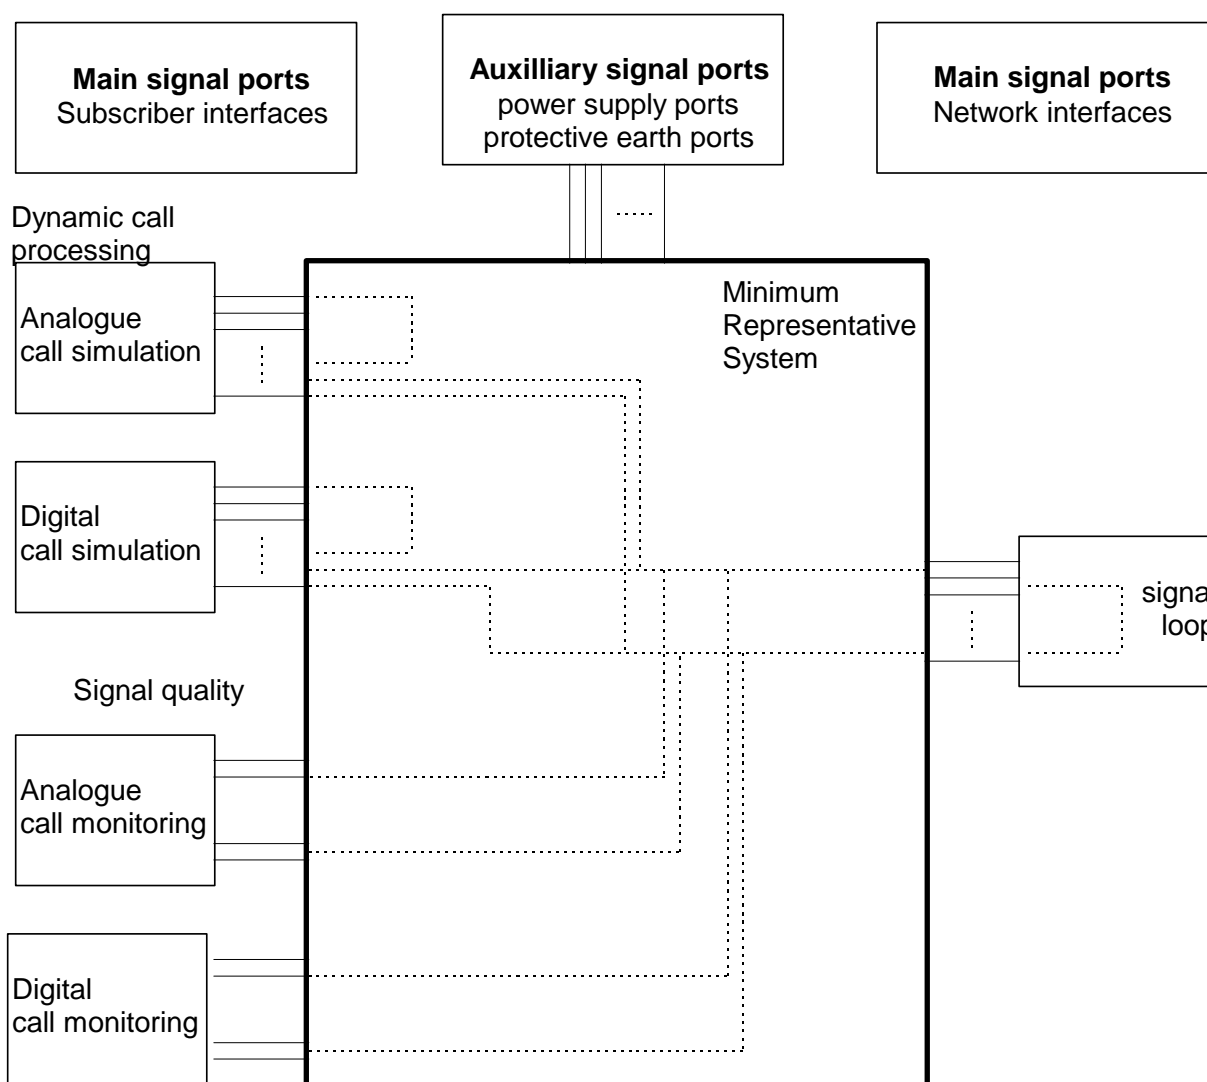 Main signal ports
Subscriber interfaces
Auxilliary signal ports
power supply ports
protective earth ports
Main signal ports
Network interfaces
Dynamic call
processing
Analogue
call simulation
Minimum
Representative
System
Digital
call simulation
signa
loop
Signal quality
Analogue
call monitoring
Digital
call monitoring